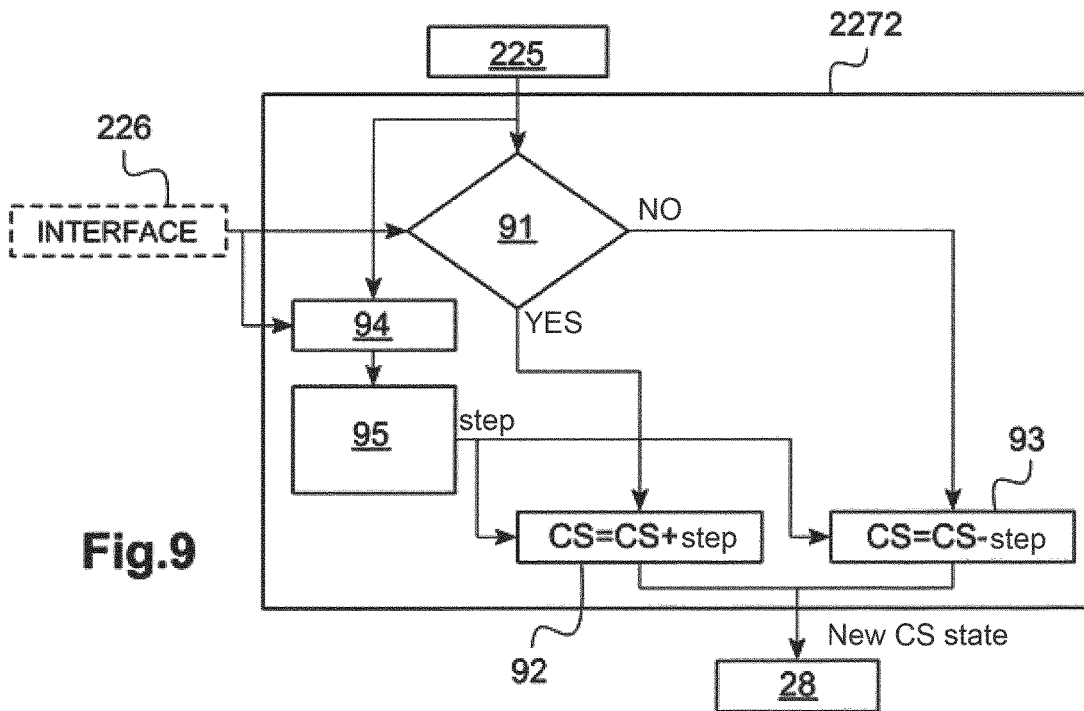 2272
225
226
INTERFACE
91
NO
94
YES
95
step
93
CS=CS+step
CS=CS-step
Fig.9
92
New CS state
28